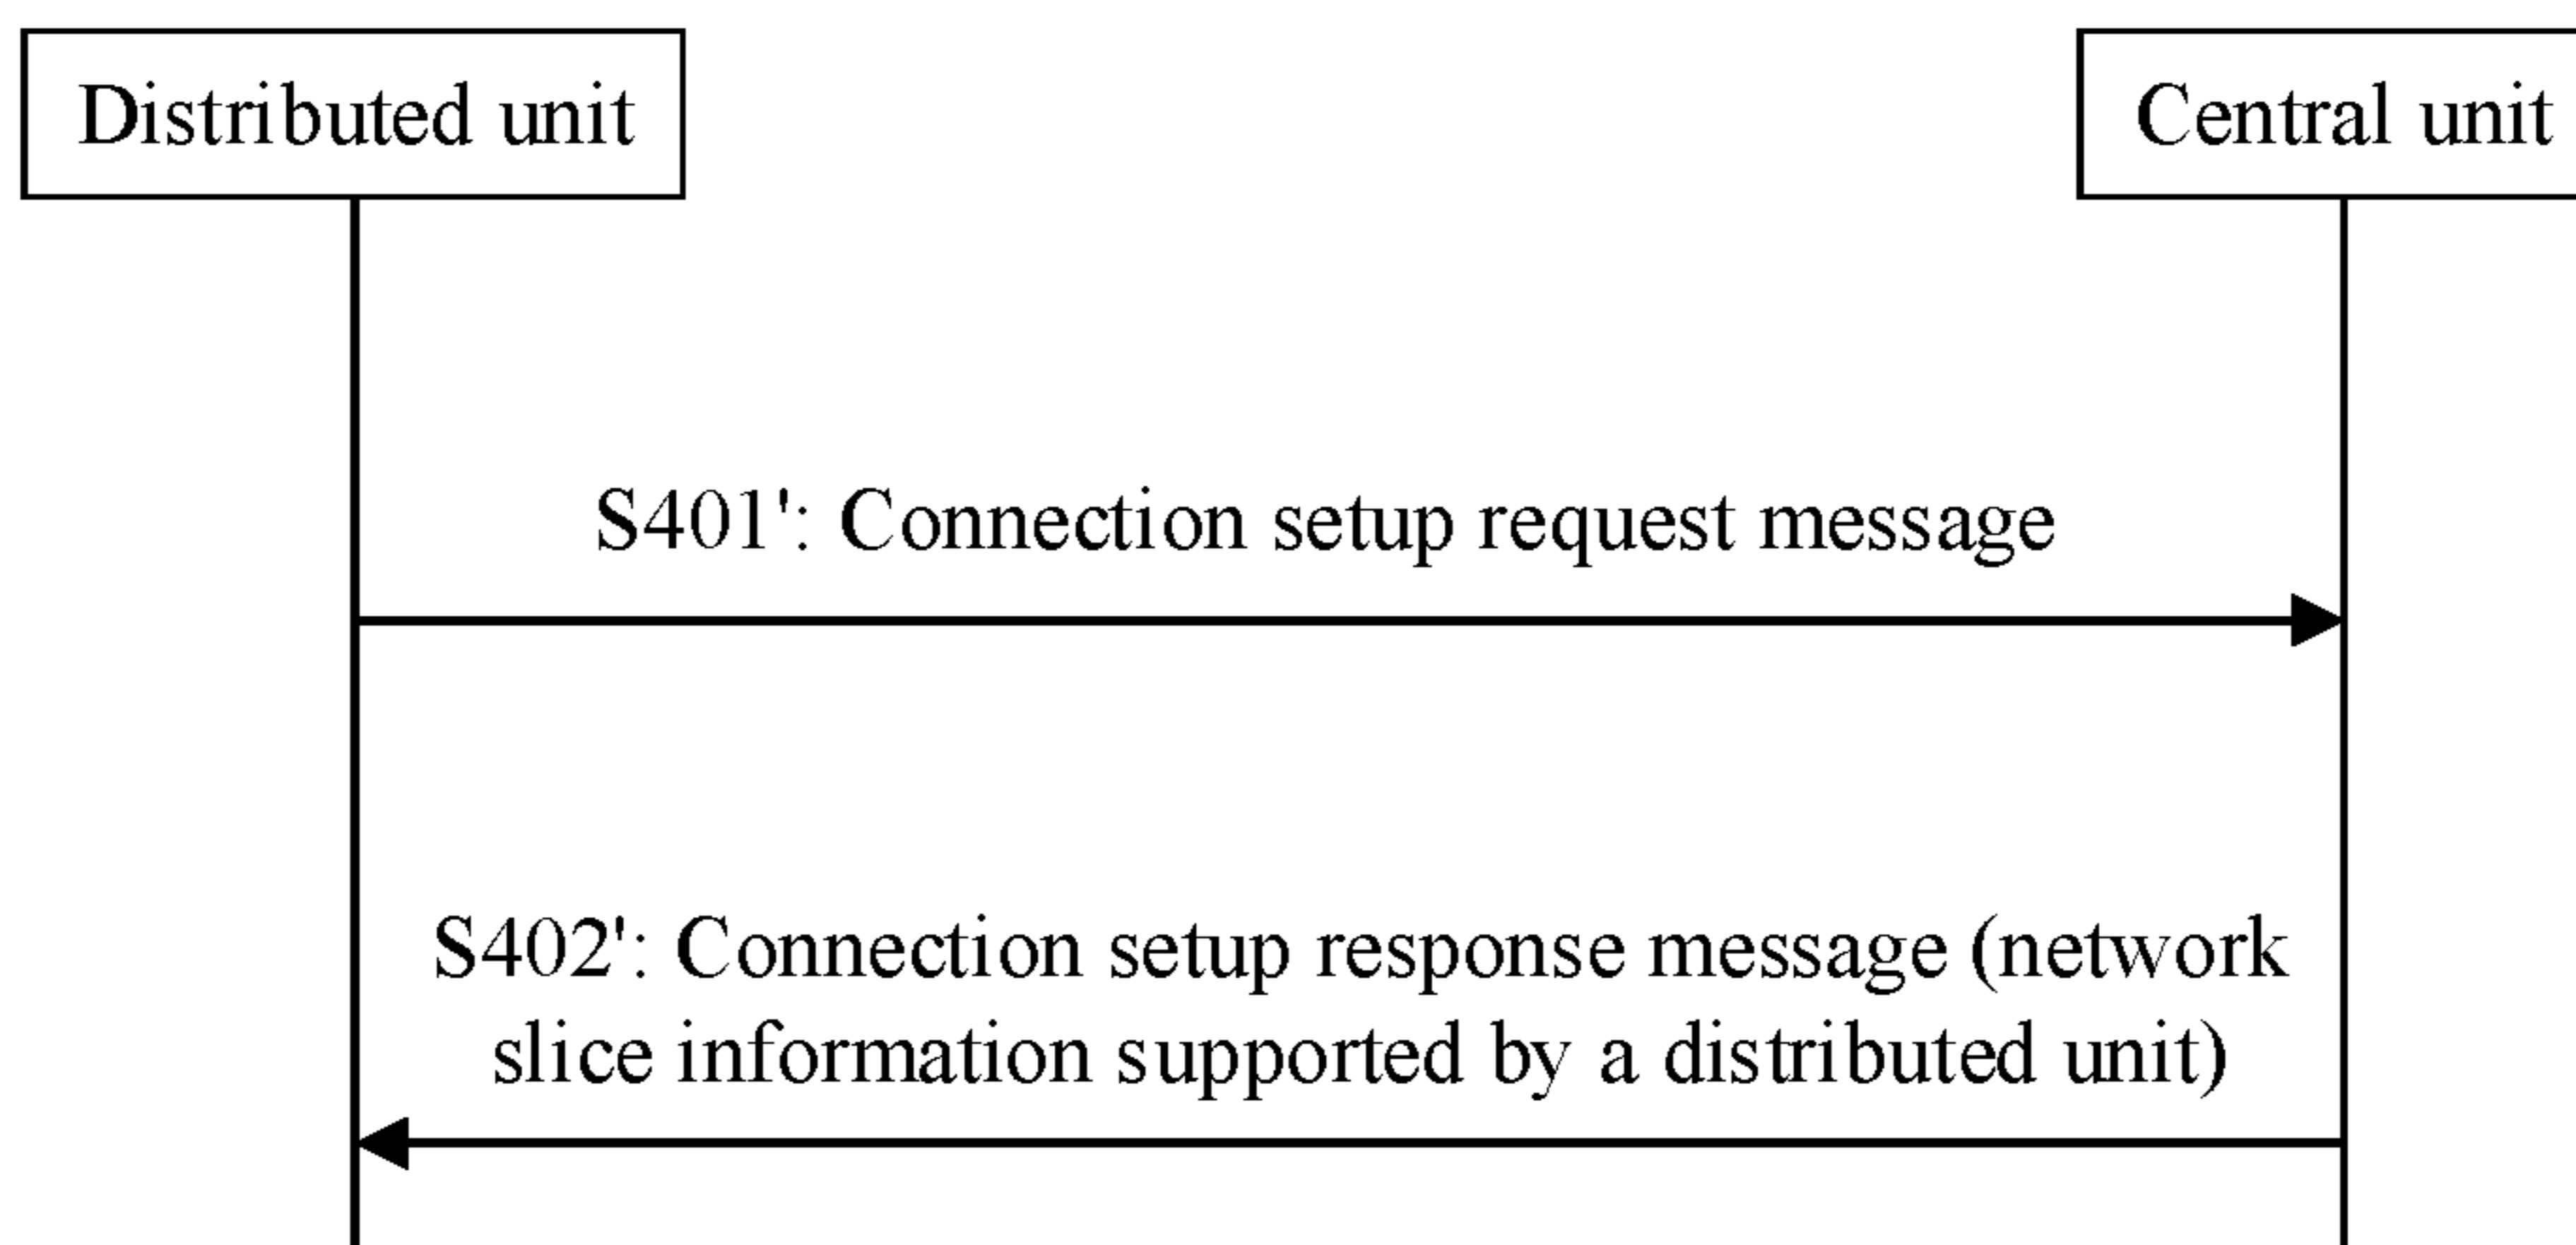 Distributed unit
Central unit
S401': Connection setup request message
S402': Connection setup response message (network
slice information supported by a distributed unit)